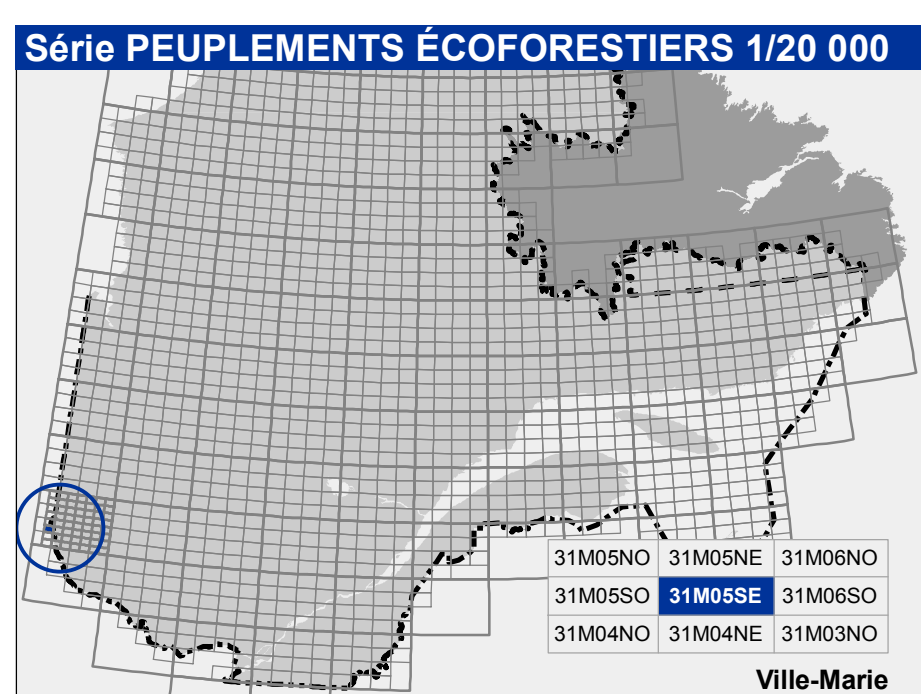 Série PEUPLEMENTS ÉCOFORESTIERS 1/20 000
31M05NO 31M05NE 31M06NO
31M05SO 31M05SE 31M06SO
31M04NO 31M04NE 31M03NO
Ville-Marie